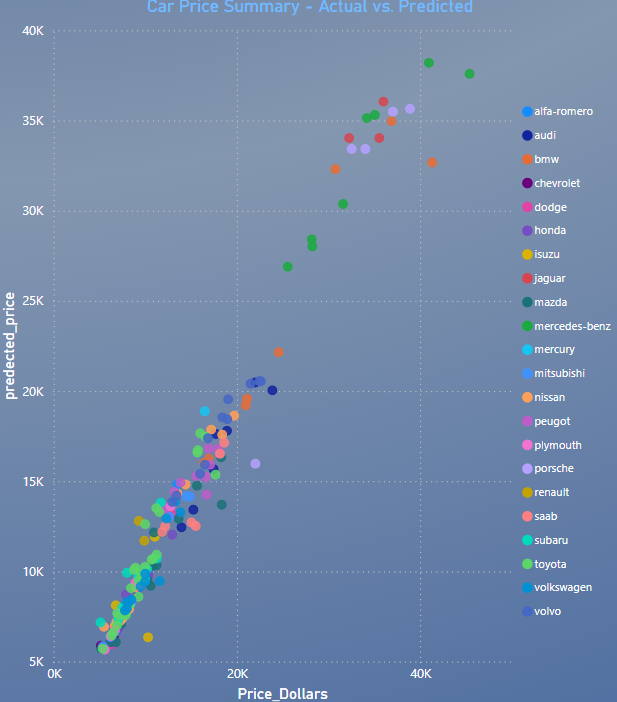 Car Price Summary - Actual vs. Predicted
40K
35K
30K
25K
20K
15K
10K
5K
predected_price
0K
20K
40K
Price_Dollars
alfa-romero
audi
bmw
chevrolet
dodge
honda
isuzu
jaguar
mazda
mercedes-benz
mercury
mitsubishi
nissan
peugot
plymouth
porsche
renault
saab
subaru
toyota
volkswagen
volvo